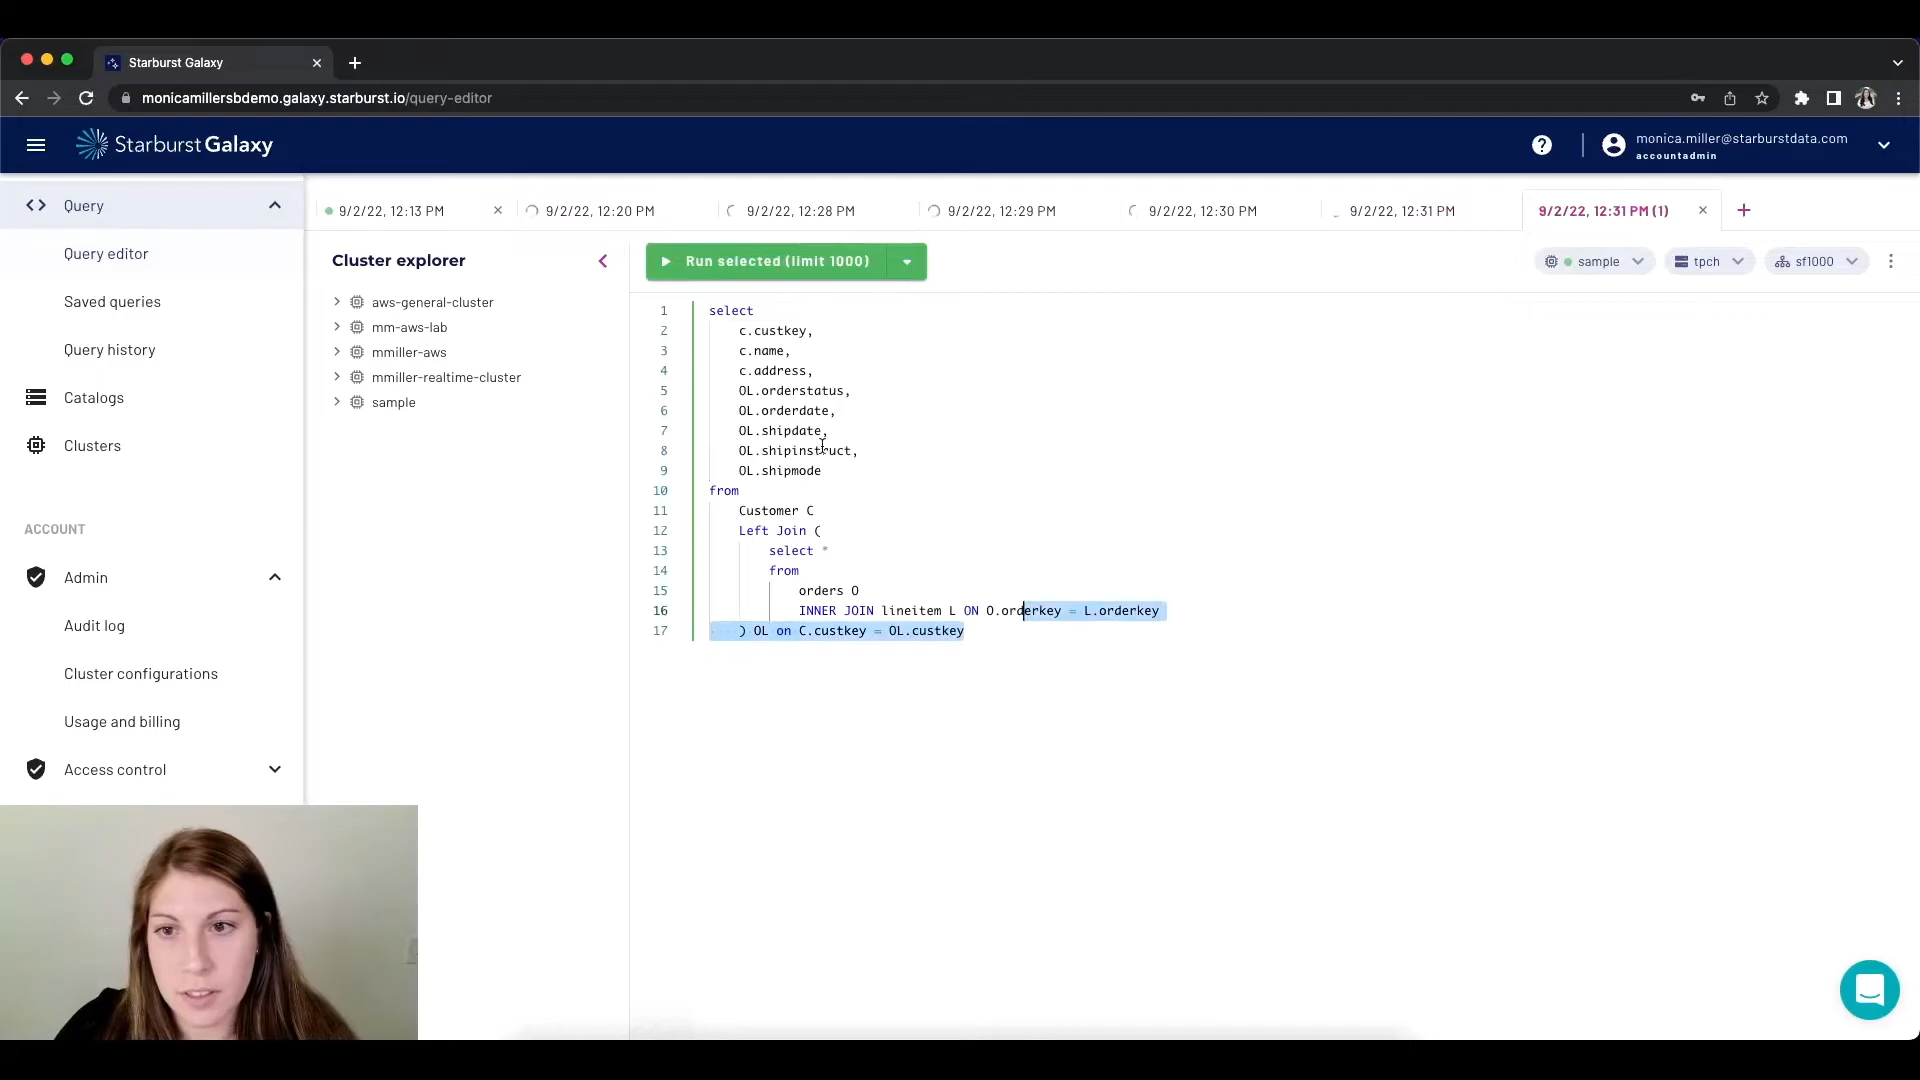 Starburst Galaxy
monicamillersbdemo.galaxy.starburst.io/query-editor
Starburst Galaxy
monica.miller@starburstdata.com
accountadmin
Query
Query editor
Saved queries
Query history
Catalogs
Clusters
ACCOUNT
Admin
Audit log
Cluster configurations
Usage and billing
Access control
9/2/22, 12:13 PM
9/2/22, 12:20 PM
9/2/22, 12:28 PM
9/2/22, 12:29 PM
9/2/22, 12:30 PM
9/2/22, 12:31 PM
9/2/22, 12:31 PM (1)
Cluster explorer
aws-general-cluster
mm-aws-lab
mmiller-aws
mmiller-realtime-cluster
sample
Run selected (limit 1000)
sample
tpch
sf1000
1 select
2 c.custkey,
3 c.name,
4 c.address,
5 OL.orderstatus,
6 OL.orderdate,
7 OL.shipdate,
8 OL.shipinstruct,
9 OL.shipmode
10 from
11 Customer C
12 Left Join (
13 select *
14 from
15 orders O
16 INNER JOIN lineitem L ON O.orderkey = L.orderkey
17 ) OL on C.custkey = OL.custkey